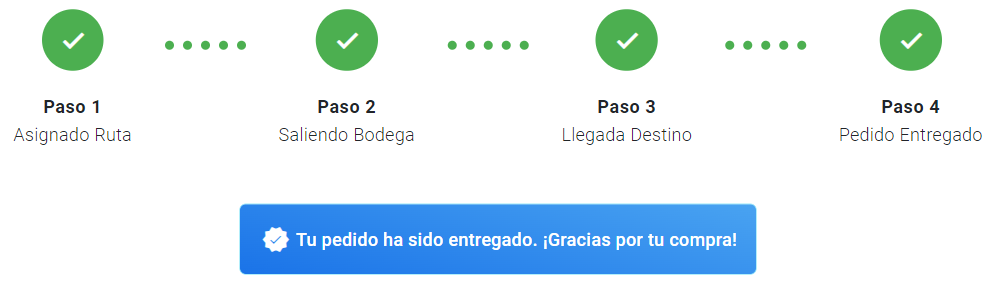 Paso 1
Asignado Ruta
Paso 2
Saliendo Bodega
Paso 3
Llegada Destino
Paso 4
Pedido Entregado
Tu pedido ha sido entregado. ¡Gracias por tu compra!